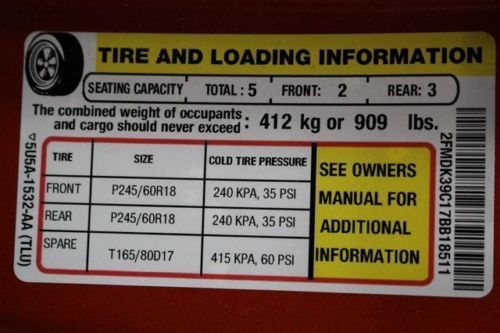 TIRE AND LOADING INFORMATION
SEATING CAPACITY TOTAL : 5 FRONT: 2 REAR: 3
The combined weight of occupants
and cargo should never exceed : 412 kg or 909 lbs.
TIRE SIZE COLD TIRE PRESSURE
FRONT P245/60R18 240 KPA, 35 PSI
REAR P245/60R18 240 KPA, 35 PSI
SPARE T165/80D17 415 KPA, 60 PSI
SEE OWNERS
MANUAL FOR
ADDITIONAL
INFORMATION
5U5A-1532-AA (TLU)
2FMDK39C17BB18511